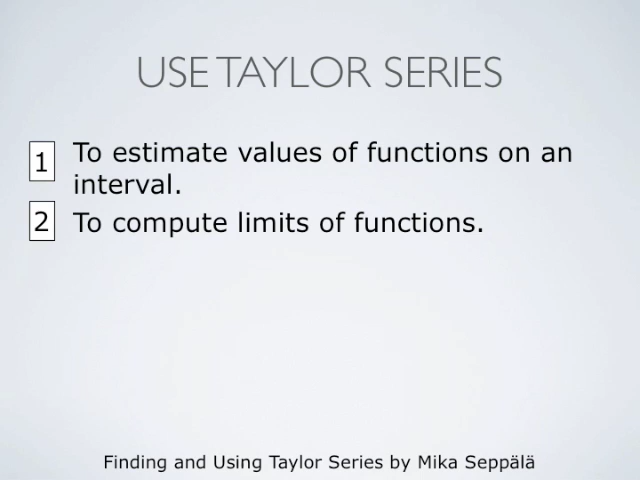 USE TAYLOR SERIES
1 To estimate values of functions on an
interval.
2 To compute limits of functions.
Finding and Using Taylor Series by Mika Seppälä